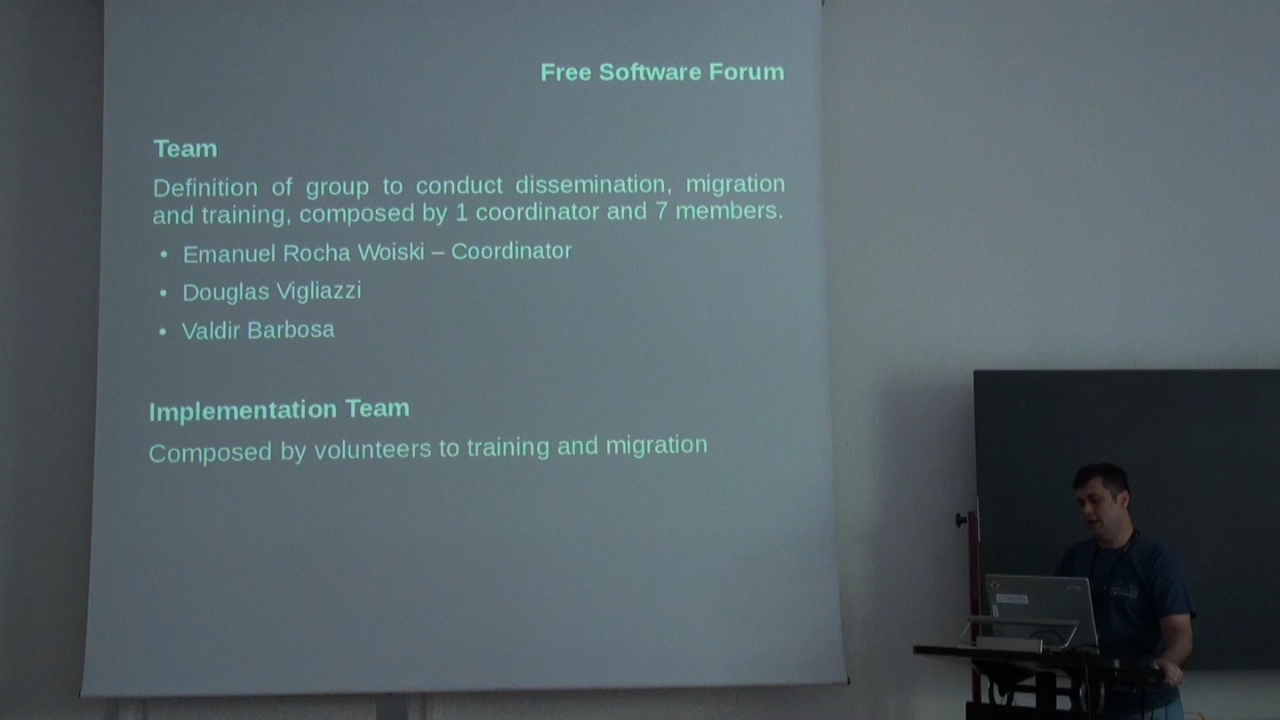 Free Software Forum
Team
Definition of group to conduct dissemination, migration
and training, composed by 1 coordinator and 7 members.
• Emanuel Rocha Woiski – Coordinator
• Douglas Vigliazzi
• Valdir Barbosa
Implementation Team
Composed by volunteers to training and migration